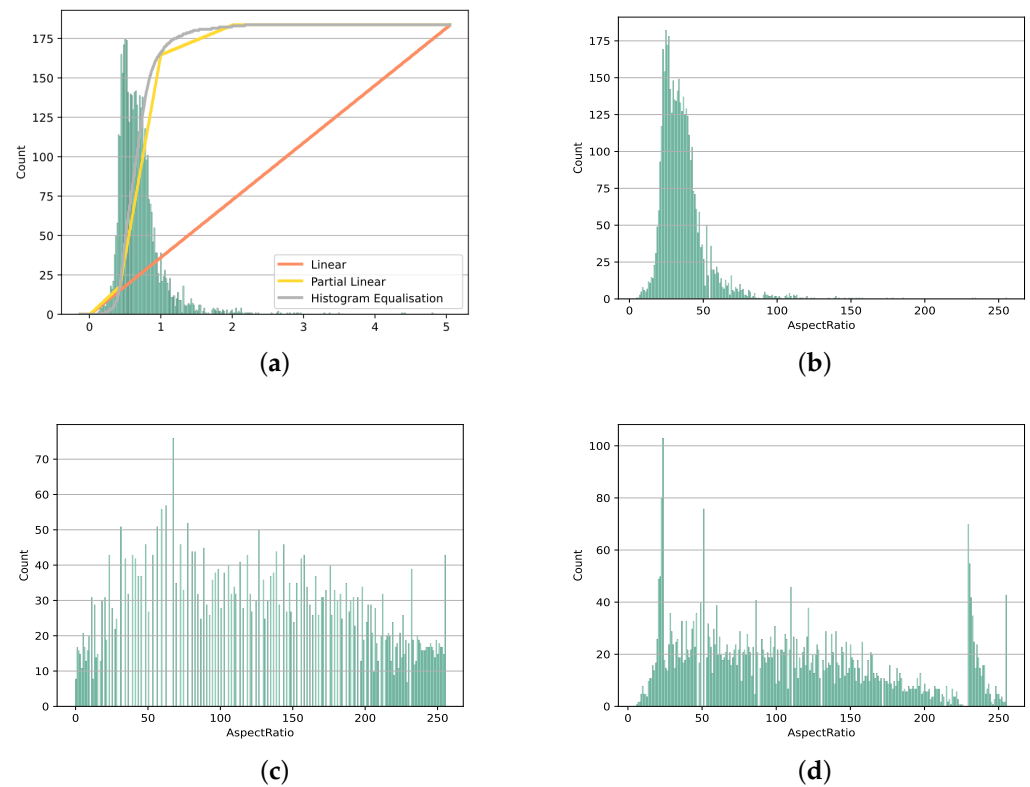 175
150
125
100
75
50
25
0
Count
0 1 2 3 4 5
Linear
Partial Linear
Histogram Equalisation
(a)
175
150
125
100
75
50
25
0
Count
0 50 100 150 200 250
AspectRatio
(b)
70
60
50
40
30
20
10
0
Count
0 50 100 150 200 250
AspectRatio
(c)
100
80
60
40
20
0
Count
0 50 100 150 200 250
AspectRatio
(d)